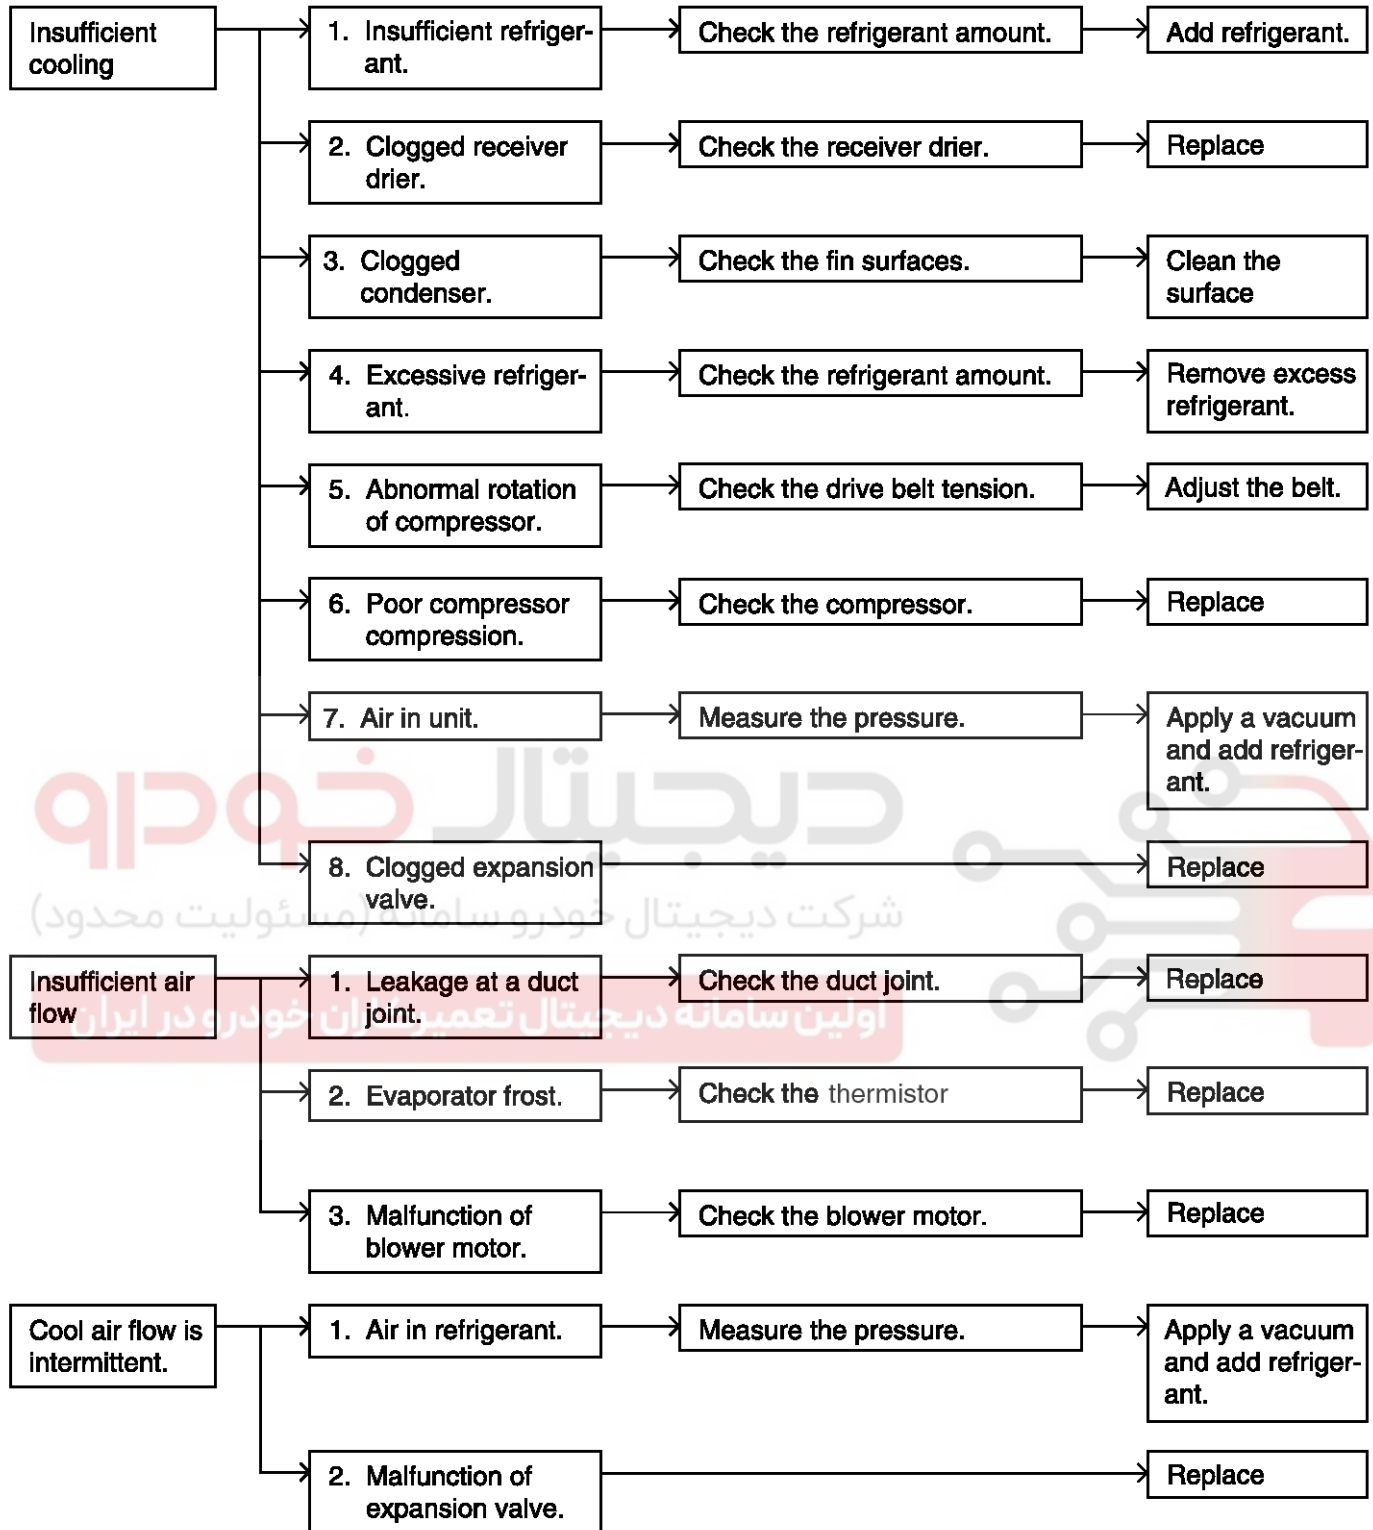 Insufficient
cooling
1. Insufficient refriger-
ant.
Check the refrigerant amount.
Add refrigerant.
2. Clogged receiver
drier.
Check the receiver drier.
Replace
3. Clogged
condenser.
Check the fin surfaces.
Clean the
surface
4. Excessive refriger-
ant.
Check the refrigerant amount.
Remove excess
refrigerant.
5. Abnormal rotation
of compressor.
Check the drive belt tension.
Adjust the belt.
6. Poor compressor
compression.
Check the compressor.
Replace
7. Air in unit.
Measure the pressure.
Apply a vacuum
and add refriger-
ant.
دیجیتال خودرو
8. Clogged expansion
valve.
Replace
شرکت دیجیتال خودرو سامانه (مسئولیت محدود)
Insufficient air
flow
1. Leakage at a duct
joint.
Check the duct joint.
Replace
اولین سامانه دیجیتال تعمیرکاران خودرو در ایران
2. Evaporator frost.
Check the thermistor
Replace
3. Malfunction of
blower motor.
Check the blower motor.
Replace
Cool air flow is
intermittent.
1. Air in refrigerant.
Measure the pressure.
Apply a vacuum
and add refriger-
ant.
2. Malfunction of
expansion valve.
Replace